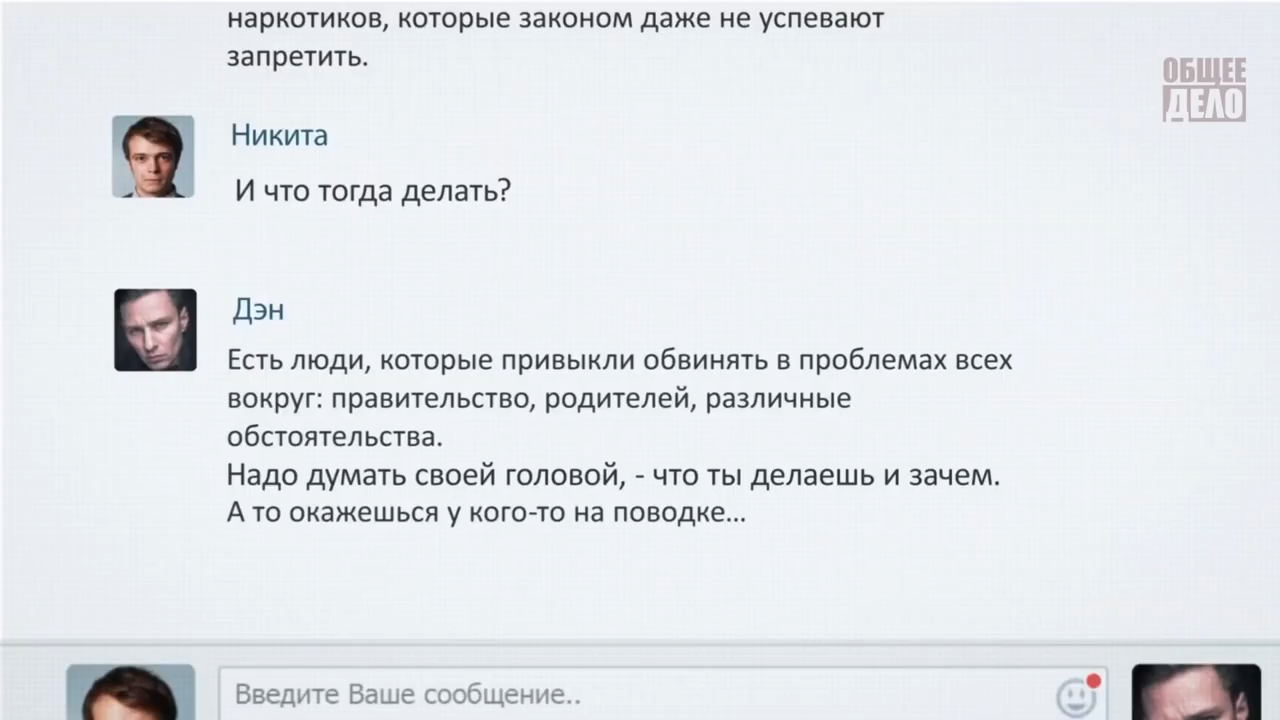 наркотиков, которые законом даже не успевают
запретить.
ОБЩЕЕ
ДЕЛО
Никита
И что тогда делать?
Дэн
Есть люди, которые привыкли обвинять в проблемах всех
вокруг: правительство, родителей, различные
обстоятельства.
Надо думать своей головой, - что ты делаешь и зачем.
А то окажешься у кого-то на поводке...
Введите Ваше сообщение..